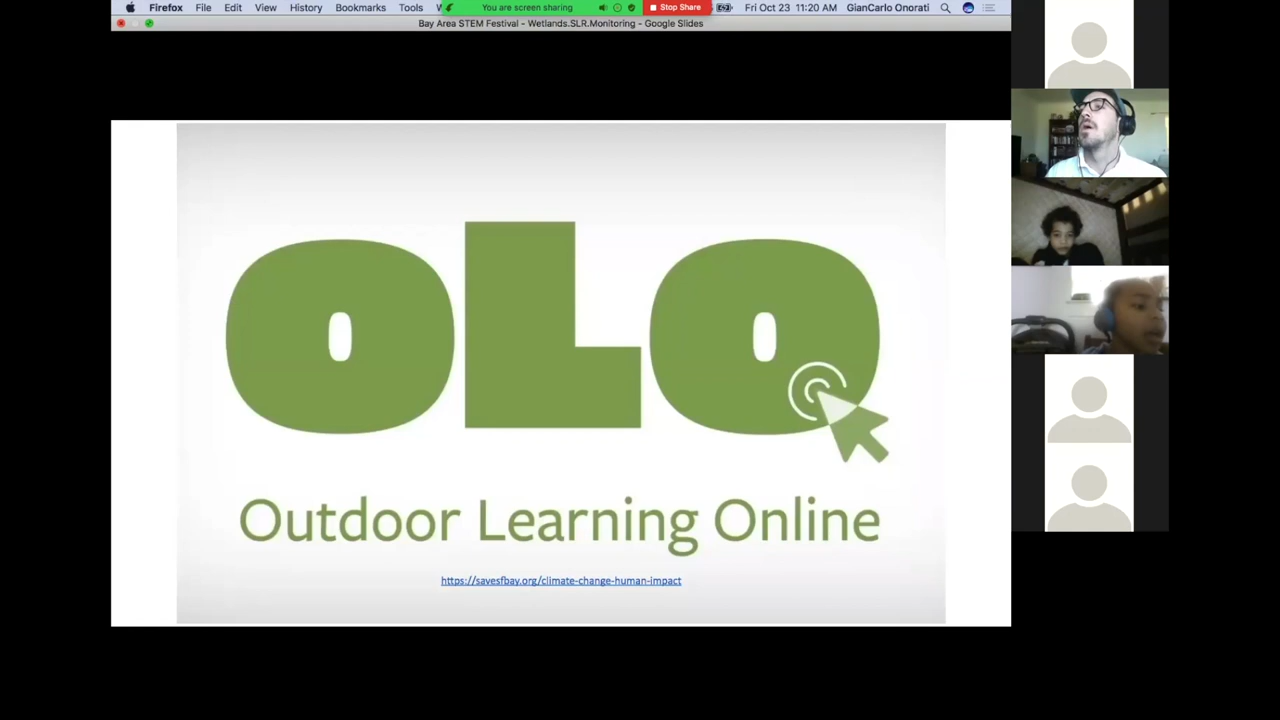 Firefox File Edit View History Bookmarks Tools W You are screen sharing Stop Share Fri Oct 23 11:20 AM GianCarlo Onorati
Bay Area STEM Festival - Wetlands.SLR.Monitoring - Google Slides
OLO
Outdoor Learning Online
https://savesfbay.org/climate-change-human-impact